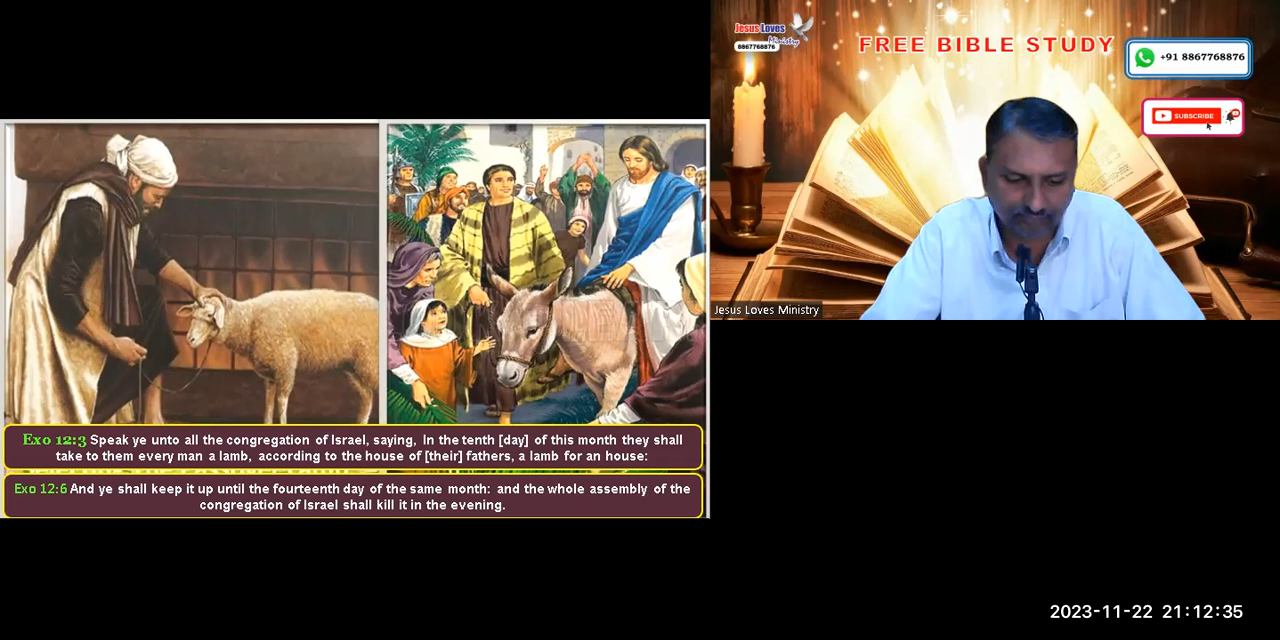 Exo 12:3 Speak ye unto all the congregation of Israel, saying, In the tenth [day] of this month they shall
take to them every man a lamb, according to the house of [their] fathers, a lamb for an house:
Exo 12:6 And ye shall keep it up until the fourteenth day of the same month: and the whole assembly of the
congregation of Israel shall kill it in the evening.
Jesus Loves
Ministry
8867768876
FREE BIBLE STUDY
+91 8867768876
SUBSCRIBE
Jesus Loves Ministry
2023-11-22 21:12:35